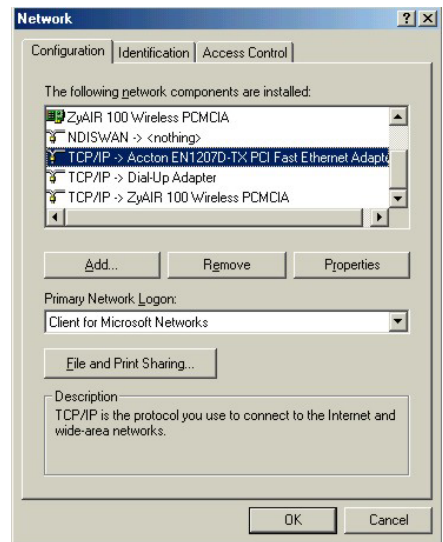 Network
Configuration Identification Access Control
The following network components are installed:
ZyAIR 100 Wireless PCMCIA
NDISWAN -> <nothing>
TCP/IP -> Accton EN1207D-TX PCI Fast Ethernet Adapte
TCP/IP -> Dial-Up Adapter
TCP/IP -> ZyAIR 100 Wireless PCMCIA
Add... Remove Properties
Primary Network Logon:
Client for Microsoft Networks
File and Print Sharing...
Description
TCP/IP is the protocol you use to connect to the Internet and
wide-area networks.
OK Cancel